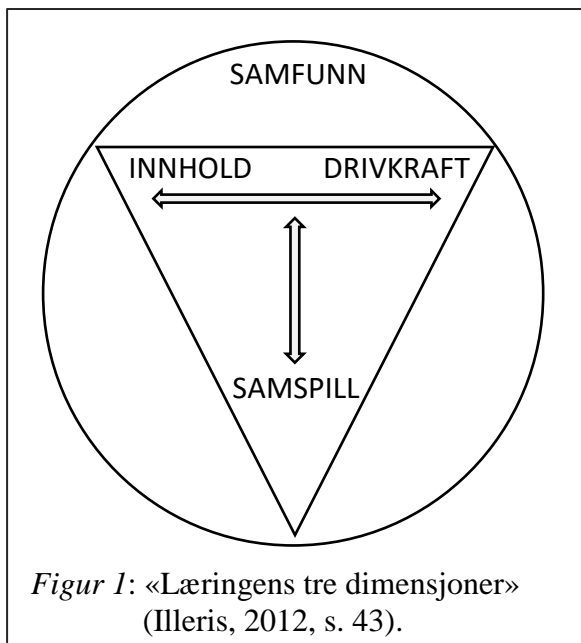 SAMFUNN
INNHOLD DRIVKRAFT
SAMSPILL
Figur 1: «Læringens tre dimensjoner»
(Illeris, 2012, s. 43).